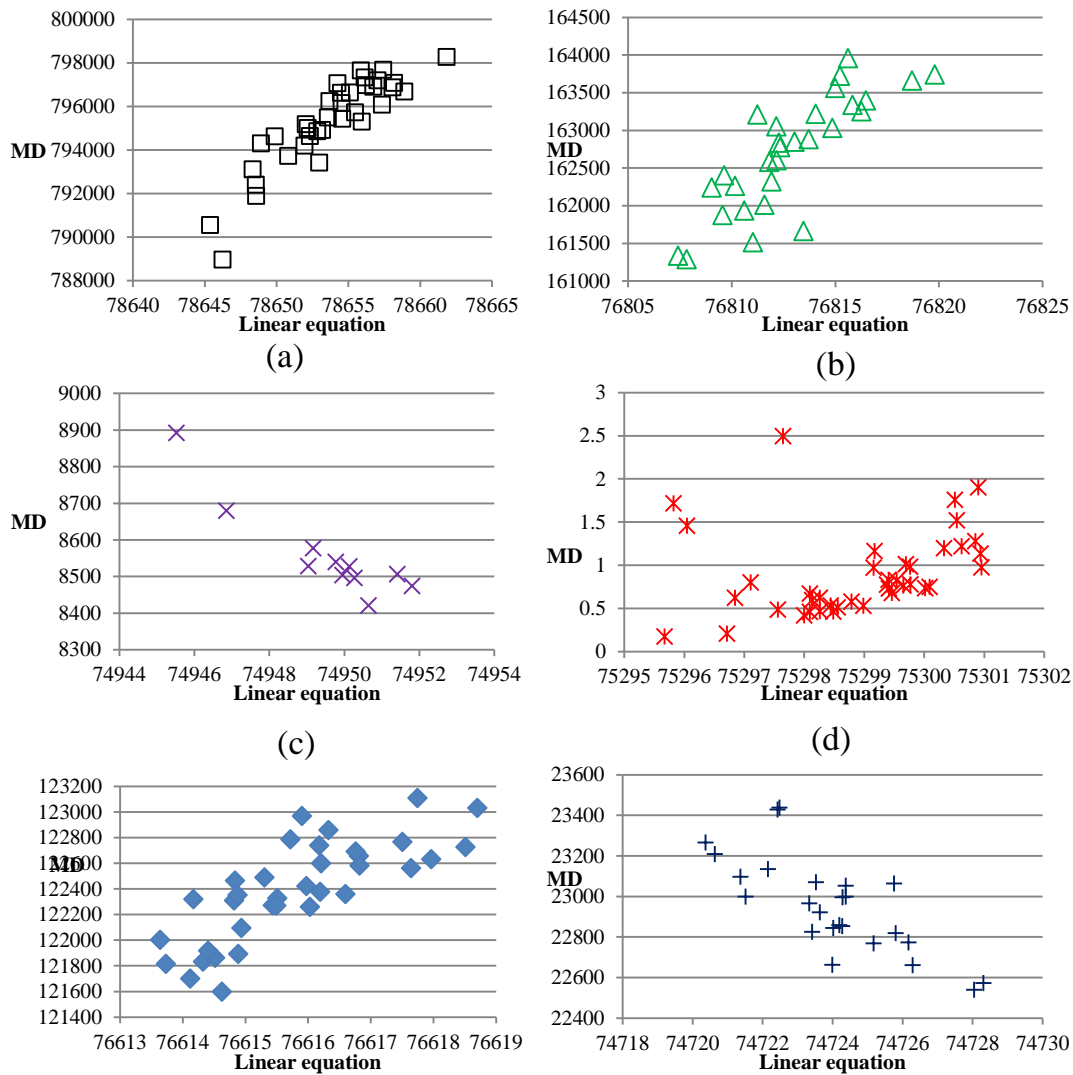 800000
798000
796000
794000
792000
790000
788000
MD
78640 78645 78650 78655 78660 78665
Linear equation
(a)
164500
164000
163500
163000
162500
162000
161500
161000
MD
76805 76810 76815 76820 76825
Linear equation
(b)
9000
8900
8800
8700
8600
8500
8400
8300
MD
74944 74946 74948 74950 74952 74954
Linear equation
(c)
3
2.5
2
1.5
1
0.5
0
MD
75295 75296 75297 75298 75299 75300 75301 75302
Linear equation
(d)
123200
123000
122800
122600
122400
122200
122000
121800
121600
121400
MD
76613 76614 76615 76616 76617 76618 76619
Linear equation
23600
23400
23200
23000
22800
22600
22400
MD
74718 74720 74722 74724 74726 74728 74730
Linear equation